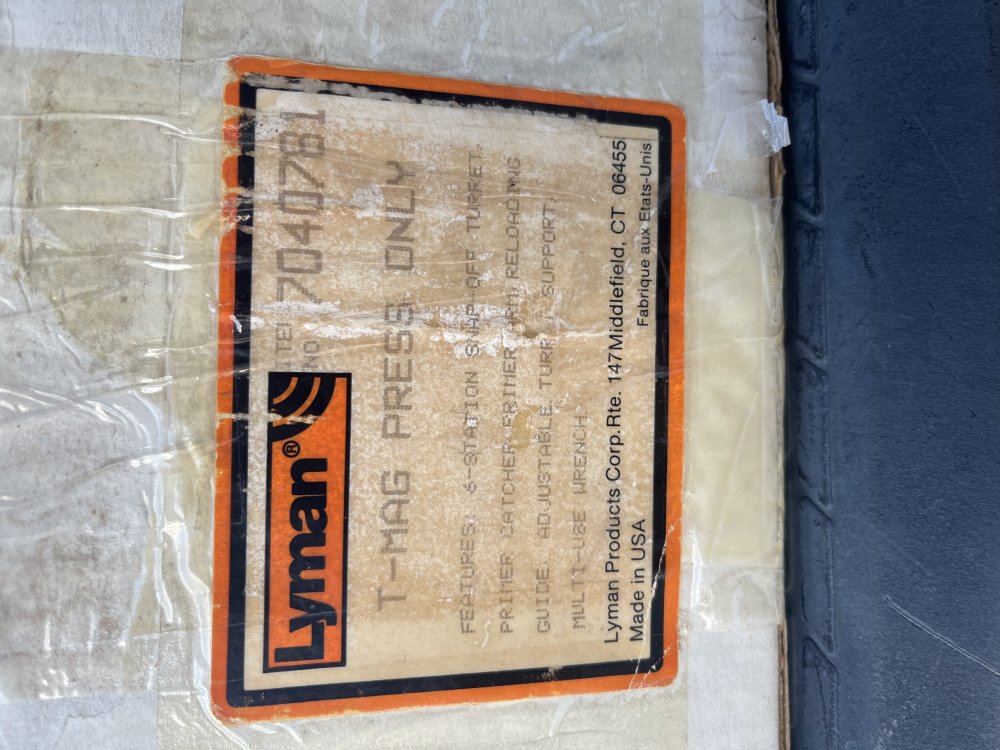 Lyman®
ITEM
NO 7040781
T-MAG PRESS ONLY
FEATURES: 6-STATION SNAP-OFF TURRET.
PRIMER CATCHER. PRIMER ARM. RELOADING
GUIDE. ADJUSTABLE TURRET SUPPORT.
MULTI-USE WRENCH.
Lyman Products Corp. Rte. 147 Middlefield, CT 06455
Made in USA Fabrique aux Etats-Unis